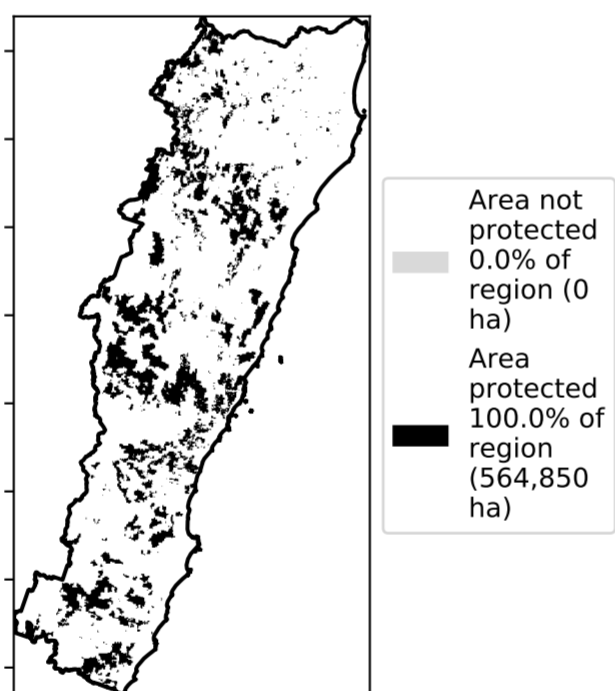 Area not
protected
0.0% of
region (0
ha)
Area
protected
100.0% of
region
(564,850
ha)